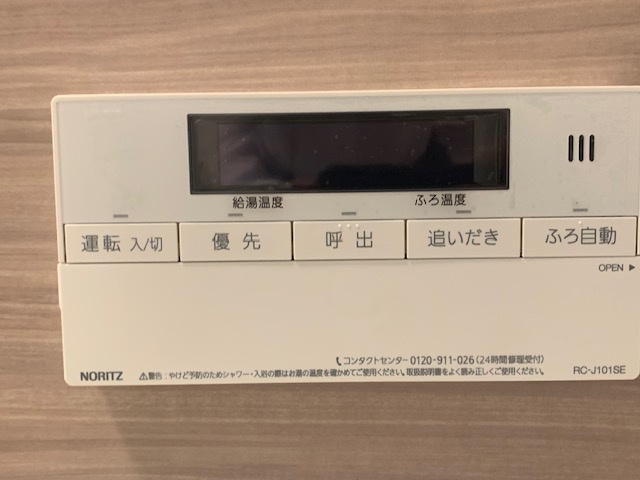 給湯温度 ふろ温度
運転 入/切 優先 呼出 追いだき ふろ自動
OPEN ▶
コンタクトセンター 0120-911-026 (24時間修理受付)
NORITZ ⚠警告：やけど予防のためシャワー・入浴の際はお湯の温度を確かめてご使用ください。取扱説明書をよく読み正しくご使用ください。 RC-J101SE